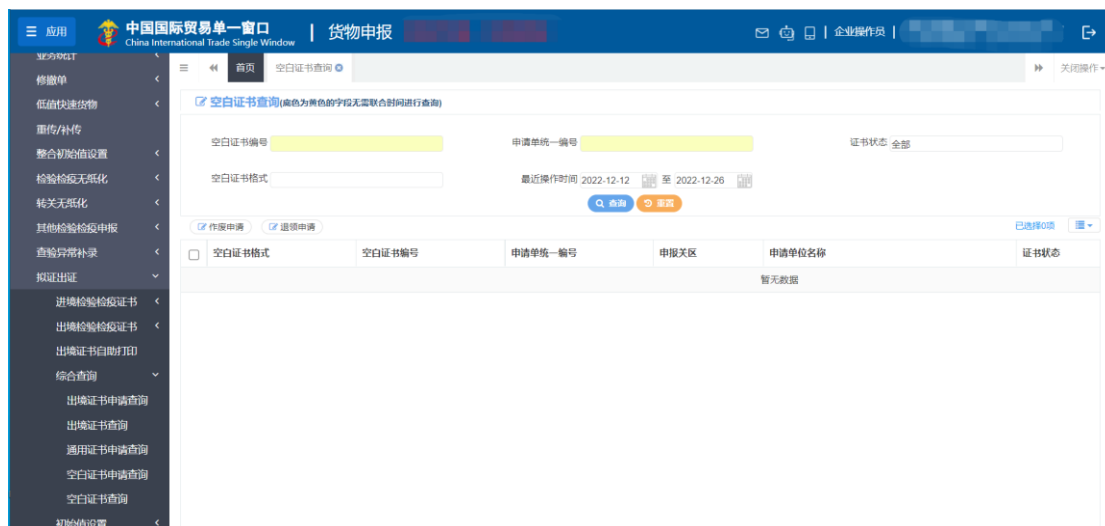 应用 中国国际贸易单一窗口 | 货物申报 企业操作员 |
China International Trade Single Window
业务统计
修撤单
低值快速货物
重传/补传
整合初始值设置
检验检疫无纸化
转关无纸化
其他检验检疫申报
查验异常补录
拟证出证
进境检验检疫证书
出境检验检疫证书
出境证书自助打印
综合查询
出境证书申请查询
出境证书查询
通用证书申请查询
空白证书申请查询
空白证书查询
初始值设置
首页 空白证书查询 关闭操作
空白证书查询(底色为黄色的字段无需联合时间进行查询)
空白证书编号 申请单统一编号 证书状态 全部
空白证书格式 最近操作时间 2022-12-12 至 2022-12-26
查询 重置
作废申请 退领申请 已选择0项
空白证书格式 空白证书编号 申请单统一编号 申报关区 申请单位名称 证书状态
暂无数据